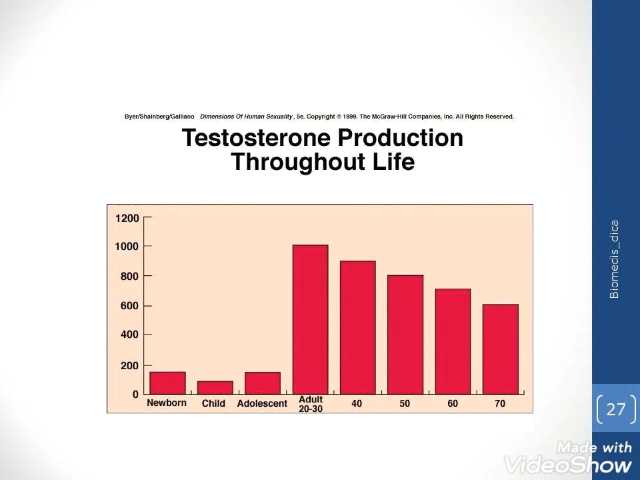 Byer/Shainberg/Galliano Dimensions Of Human Sexuality, 5e. Copyright © 1999. The McGraw-Hill Companies, Inc. All Rights Reserved.
Testosterone Production
Throughout Life
1200
1000
800
600
400
200
0
Newborn Child Adolescent Adult 20-30 40 50 60 70
Biomecis_dica
27
Made with
VideoShow